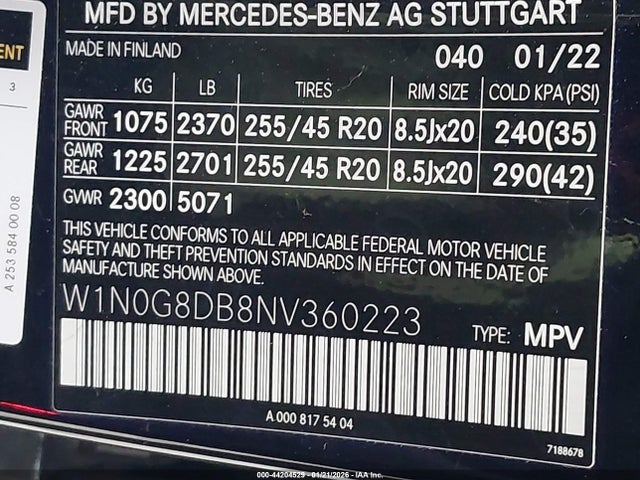 MFD BY MERCEDES-BENZ AG STUTTGART
MADE IN FINLAND 040 01/22
KG LB TIRES RIM SIZE COLD KPA (PSI)
GAWR FRONT 1075 2370 255/45 R20 8.5Jx20 240(35)
GAWR REAR 1225 2701 255/45 R20 8.5Jx20 290(42)
GVWR 2300 5071
THIS VEHICLE CONFORMS TO ALL APPLICABLE FEDERAL MOTOR VEHICLE
SAFETY AND THEFT PREVENTION STANDARDS IN EFFECT ON THE DATE OF
MANUFACTURE SHOWN ABOVE.
W1N0G8DB8NV360223 TYPE: MPV
A 000 817 54 04
7188678
ENT
3
A 253 584 00 08
000-44204529 - 01/21/2026 - IAA Inc.